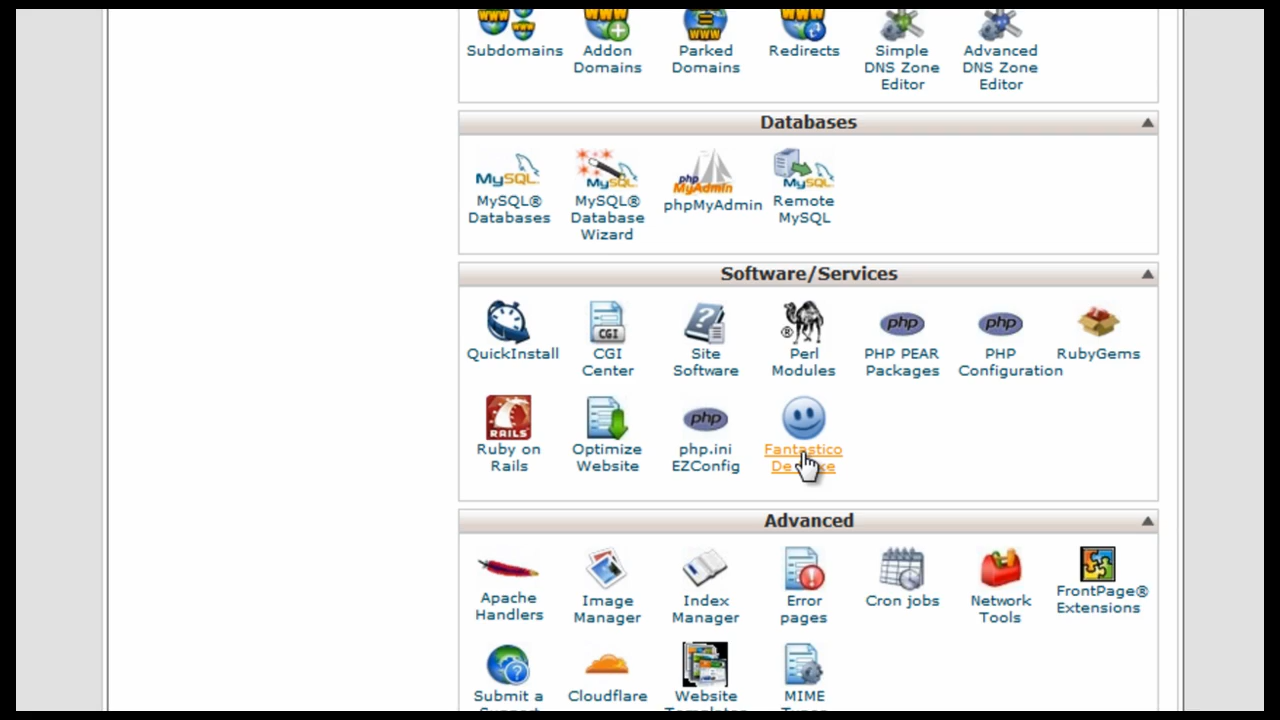 WWW WWW WWW WWW
Subdomains Addon Parked Redirects Simple Advanced
Domains Domains DNS Zone DNS Zone
Editor Editor
Databases
MySQL MySQL php MyAdmin MySQL
MySQL® MySQL® phpMyAdmin Remote
Databases Database MySQL
Wizard
Software/Services
CGI ® php php
QuickInstall CGI Site Perl PHP PEAR PHP RubyGems
Center Software Modules Packages Configuration
RAILS php
Ruby on Optimize php.ini Fantastico
Rails Website EZConfig
Advanced
Apache Image Index Error Cron jobs Network FrontPage®
Handlers Manager Manager pages Tools Extensions
Submit a Cloudflare Website MIME